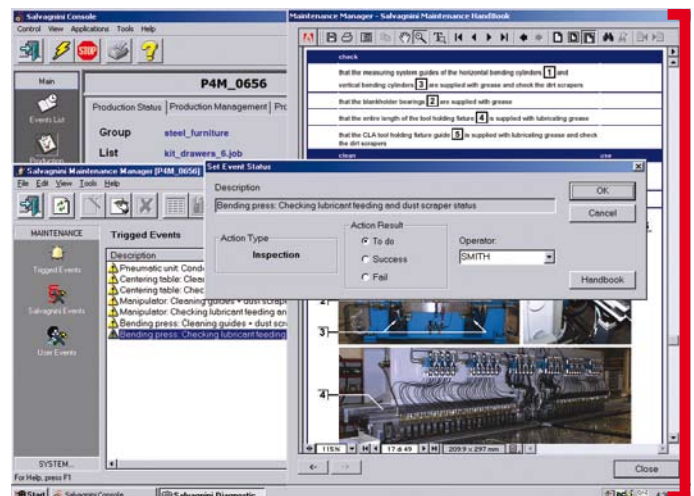 Salvagnini Console
Control View Applications Tools Help
STOP
Main
Events List
Production
P4M_0656
Production Status
Production Management
Group steel_furniture
List kit_drawers_6.job
Maintenance Manager - Salvagnini Maintenance HandBook
check
that the measuring system guides of the horizontal bending cylinders 1 and
vertical bending cylinders 3 are supplied with grease and check the dirt scrapers
that the blankholder bearings 2 are supplied with grease
that the entire length of the tool holding fixture 4 is supplied with lubricating grease
that the CLA tool holding fixture guide 5 is supplied with lubricating grease and check
the dirt scrapers
clean use
Salvagnini Maintenance Manager [P4M_0656]
File Edit View Tools Help
MAINTENANCE
Trigged Events
Salvagnini Events
User Events
SYSTEM...
Trigged Events
Description
Pneumatic unit: Cond
Centering table: Clea
Centering table: Chec
Manipulator: Cleaning guides + dust scrap
Manipulator: Checking lubricant feeding an
Bending press: Cleaning guides + dust scr
Bending press: Checking lubricant feeding
For Help, press F1
Set Event Status
Description
Bending press: Checking lubricant feeding and dust scraper status
Action Type
Inspection
Action Result
To do
Success
Fail
Operator:
SMITH
OK
Cancel
Handbook
3
4
115%
17 di 49
209.9 x 297 mm
Close
Start
Salvagnini Console
Salvagnini Diagnostic